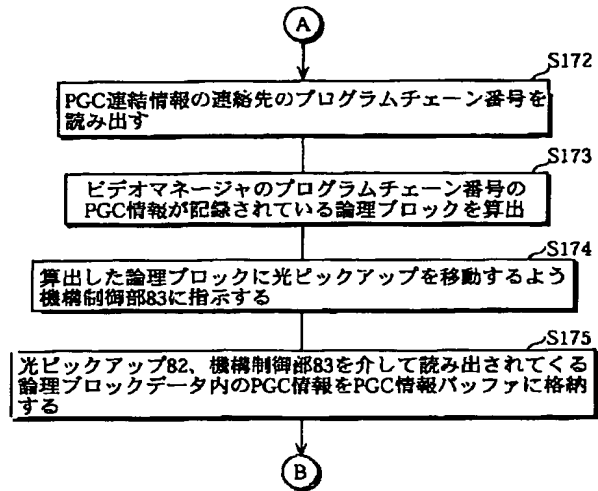 A
S172
PGC連結情報の連絡先のプログラムチェーン番号を
読み出す
S173
ビデオマネージャのプログラムチェーン番号の
PGC情報が記録されている論理ブロックを算出
S174
算出した論理ブロックに光ピックアップを移動するよう
機構制御部83に指示する
S175
光ピックアップ82、機構制御部83を介して読み出されてくる
論理ブロックデータ内のPGC情報をPGC情報バッファに格納
する
B